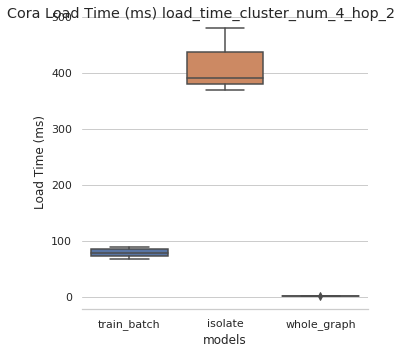 Cora Load Time (ms) load_time_cluster_num_4_hop_2
500
400
300
200
100
0
Load Time (ms)
train_batch isolate whole_graph
models